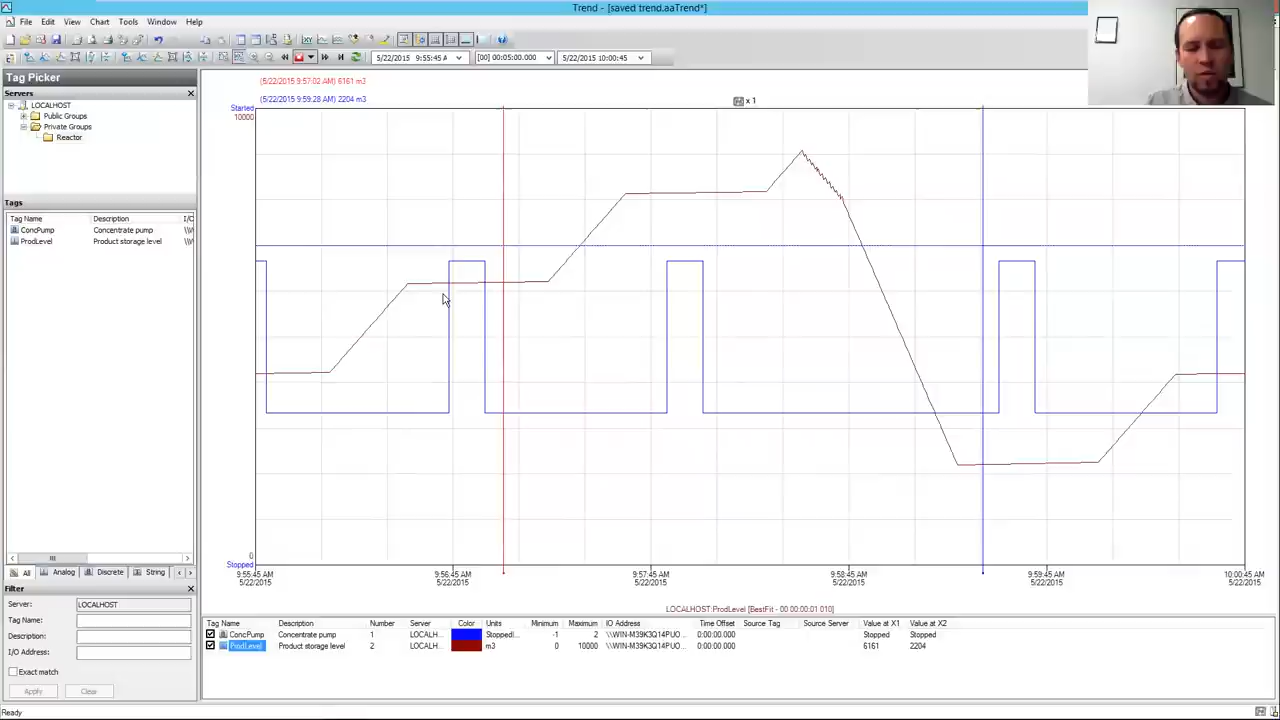 Trend - [saved trend.aaTrend*]
File Edit View Chart Tools Window Help
5/22/2015 9:55:45 A [00] 00:05:00.000 5/22/2015 10:00:45
Tag Picker
Servers
LOCALHOST
Public Groups
Private Groups
Reactor
Tags
Tag Name Description I/C
ConcPump Concentrate pump
ProdLevel Product storage level
All Analog Discrete String
Filter
Server: LOCALHOST
Tag Name:
Description:
I/O Address:
Exact match
Apply Clear
Ready
(5/22/2015 9:57:02 AM) 6161 m3
(5/22/2015 9:59:28 AM) 2204 m3
x 1
Started
10000
0
Stopped
9:55:45 AM 9:56:45 AM 9:57:45 AM 9:58:45 AM 9:59:45 AM 10:00:45 AM
5/22/2015 5/22/2015 5/22/2015 5/22/2015 5/22/2015 5/22/2015
LOCALHOST:ProdLevel [BestFit - 00 00:00:01 010]
Tag Name Description Number Server Color Units Minimum Maximum IO Address Time Offset Source Tag Source Server Value at X1 Value at X2
ConcPump Concentrate pump 1 LOCALH... Stopped|... -1 2 \\WIN-M39K3Q14PUO... 0:00:00.000 Stopped Stopped
ProdLevel Product storage level 2 LOCALH... m3 0 10000 \\WIN-M39K3Q14PUO... 0:00:00.000 6161 2204